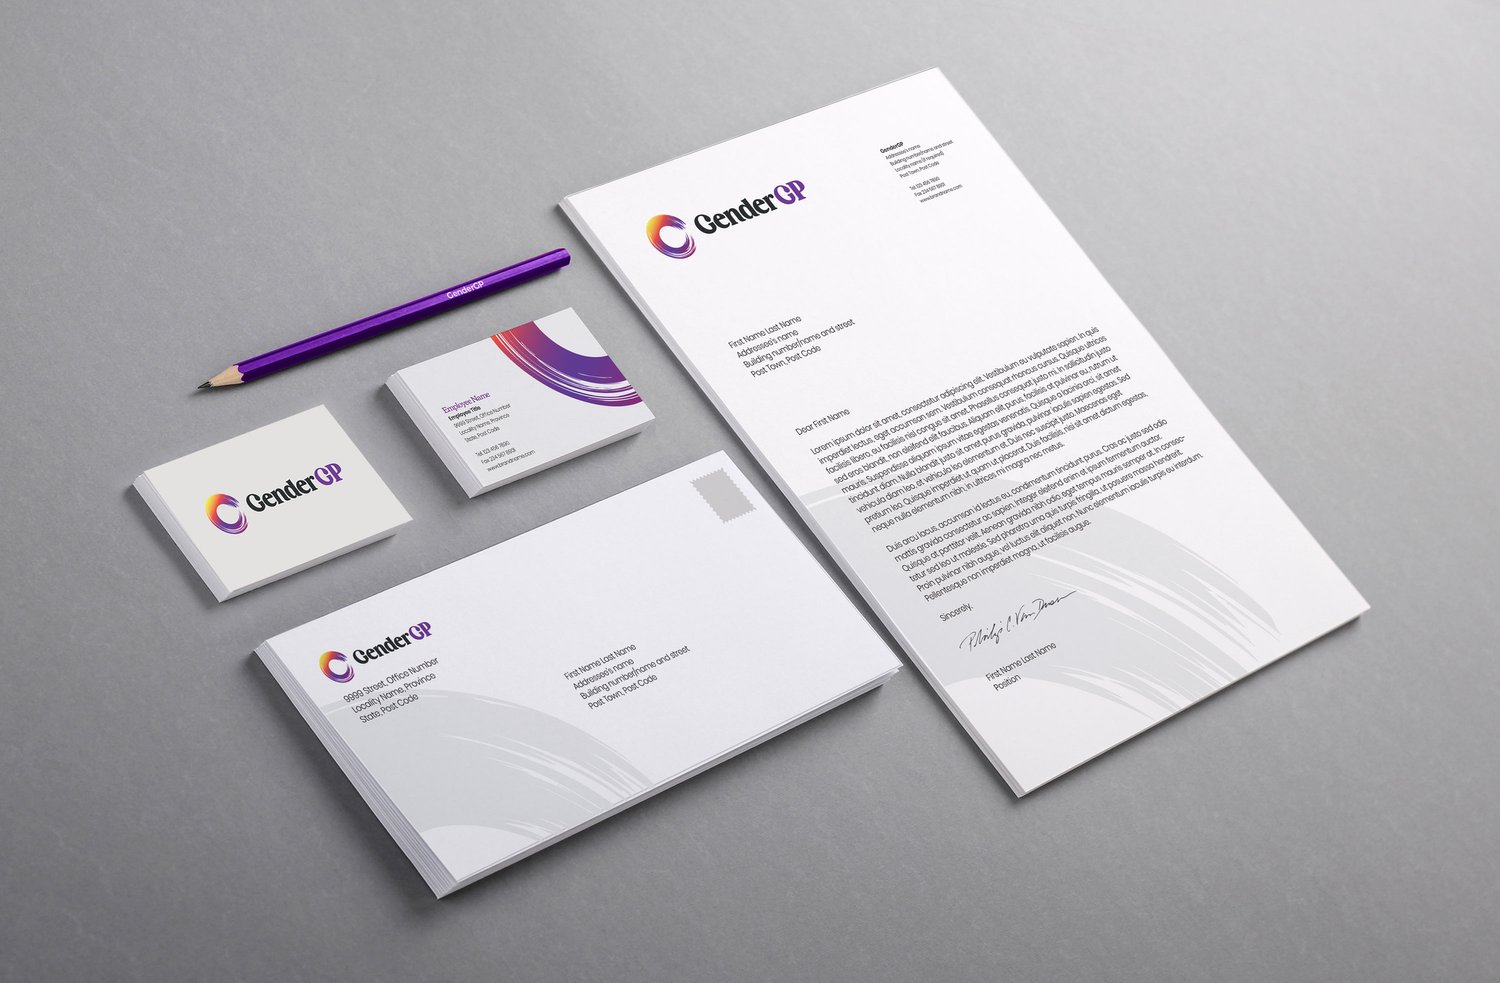 GenderGP
GenderGP
Employee Name
Employee Title
9999 Street, Office Number
Locality Name, Province
State, Post Code
Tel. 123 456 7890
Fax. 234 567 8901
www.brandname.com
GenderGP
GenderGP
9999 Street, Office Number
Locality Name, Province
State, Post Code
First Name Last Name
Addressee's name
Building number/name and street
Post Town, Post Code
GenderGP
Addressee's name
Building number/name and street
Locality name (if required)
Post Town, Post Code
Tel. 123 456 7890
Fax. 234 567 8901
www.brandname.com
GenderGP
First Name Last Name
Addressee's name
Building number/name and street
Post Town, Post Code
Dear First Name
Lorem ipsum dolor sit amet, consectetur adipiscing elit. Vestibulum eu vulputate sapien. In quis
imperdiet lectus, eget accumsan sem. Vestibulum consequat rhoncus cursus. Quisque ultrices
facilisis libero, eu facilisis nisi congue sit amet. Phasellus consequat justo mi. In sollicitudin justo
sed eros blandit, non eleifend elit faucibus. Aliquam elit purus, facilisis at pulvinar eu, rutrum ut
mauris. Suspendisse aliquam ipsum vitae egestas venenatis. Quisque a lacinia orci, sit amet
tincidunt diam. Nulla blandit justo sit amet purus gravida, pulvinar iaculis sapien egestas. Sed
vehicula diam leo, et vehicula leo elementum et. Duis nec suscipit justo. Maecenas eget
pretium leo. Quisque imperdiet ut quam ut placerat. Duis facilisis, nisi sit amet dictum egestas,
neque nulla elementum nibh, in ultrices mi magna nec metus.
Duis arcu lacus, accumsan id lectus eu, condimentum tincidunt purus. Cras ac justo sed odio
mattis gravida consectetur ac sapien. Integer eleifend enim et ipsum fermentum auctor.
Quisque at porttitor velit. Aenean gravida nibh odio, eget tempus mauris semper at. In consec-
tetur sed leo ut molestie. Sed pharetra urna quis turpis fringilla, ut posuere massa hendrerit.
Proin pulvinar nibh augue, vel luctus elit aliquet non. Nunc elementum iaculis turpis eu interdum.
Pellentesque non imperdiet magna, ut facilisis augue.
Sincerely,
Philip C. Van Dusen
First Name Last Name
Position